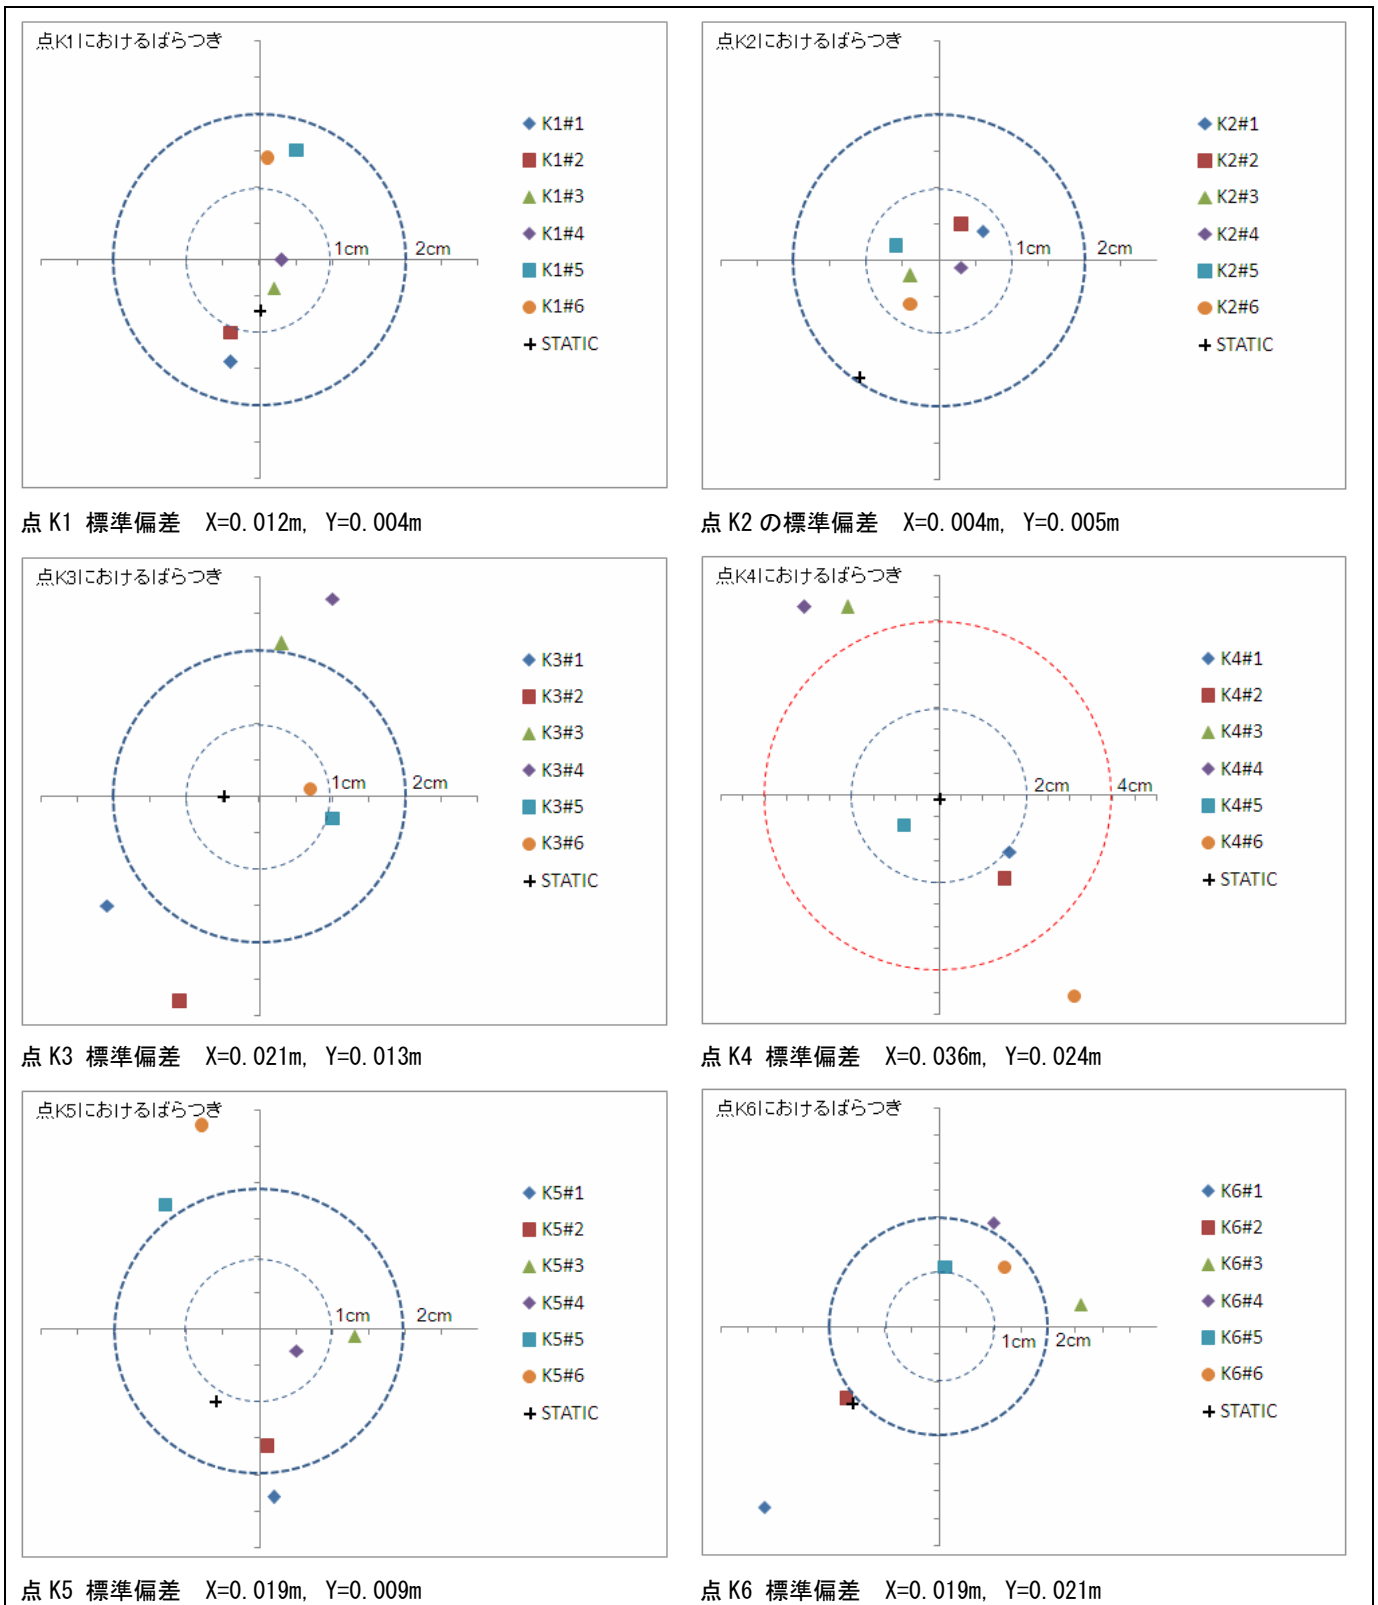 点K1におけるばらつき
1cm
2cm
K1#1
K1#2
K1#3
K1#4
K1#5
K1#6
STATIC
点 K1 標準偏差 X=0.012m, Y=0.004m
点K2におけるばらつき
1cm
2cm
K2#1
K2#2
K2#3
K2#4
K2#5
K2#6
STATIC
点 K2 の標準偏差 X=0.004m, Y=0.005m
点K3におけるばらつき
1cm
2cm
K3#1
K3#2
K3#3
K3#4
K3#5
K3#6
STATIC
点 K3 標準偏差 X=0.021m, Y=0.013m
点K4におけるばらつき
2cm
4cm
K4#1
K4#2
K4#3
K4#4
K4#5
K4#6
STATIC
点 K4 標準偏差 X=0.036m, Y=0.024m
点K5におけるばらつき
1cm
2cm
K5#1
K5#2
K5#3
K5#4
K5#5
K5#6
STATIC
点 K5 標準偏差 X=0.019m, Y=0.009m
点K6におけるばらつき
1cm
2cm
K6#1
K6#2
K6#3
K6#4
K6#5
K6#6
STATIC
点 K6 標準偏差 X=0.019m, Y=0.021m